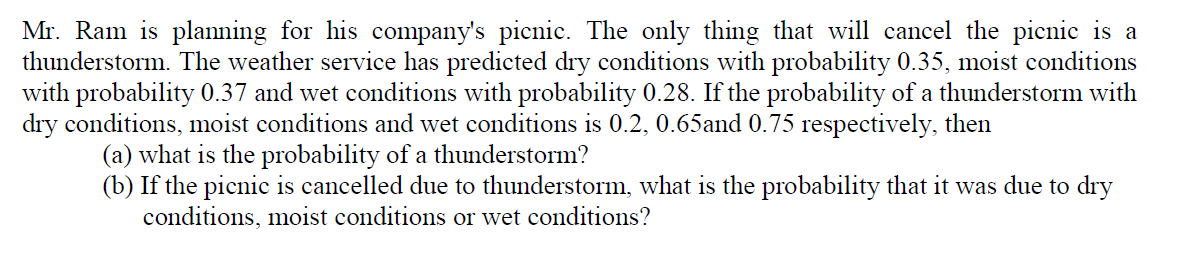 Mr. Ram is planning for his company's picnic. The only thing that will cancel the picnic is a
thunderstorm. The weather service has predicted dry conditions with probability 0.35, moist conditions
with probability 0.37 and wet conditions with probability 0.28. If the probability of a thunderstorm with
dry conditions, moist conditions and wet conditions is 0.2, 0.65and 0.75 respectively, then
(a) what is the probability of a thunderstorm?
(b) If the picnic is cancelled due to thunderstorm, what is the probability that it was due to dry
conditions, moist conditions or wet conditions?